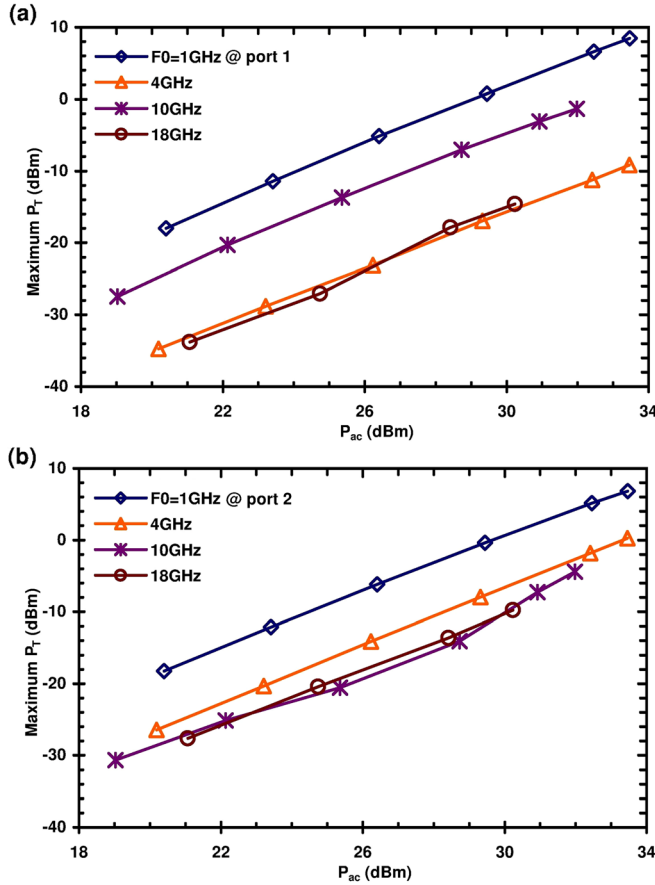 (a)
10
0
-10
-20
-30
-40
Maximum P_T (dBm)
F0=1GHz @ port 1
4GHz
10GHz
18GHz
18 22 26 30 34
P_ac (dBm)
(b)
10
0
-10
-20
-30
-40
Maximum P_T (dBm)
F0=1GHz @ port 2
4GHz
10GHz
18GHz
18 22 26 30 34
P_ac (dBm)